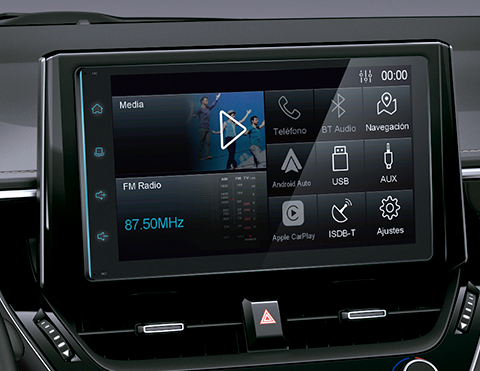 00:00
Media
Teléfono
BT Audio
Navegación
Android Auto
USB
AUX
FM Radio
87.50MHz
Apple CarPlay
ISDB-T
Ajustes